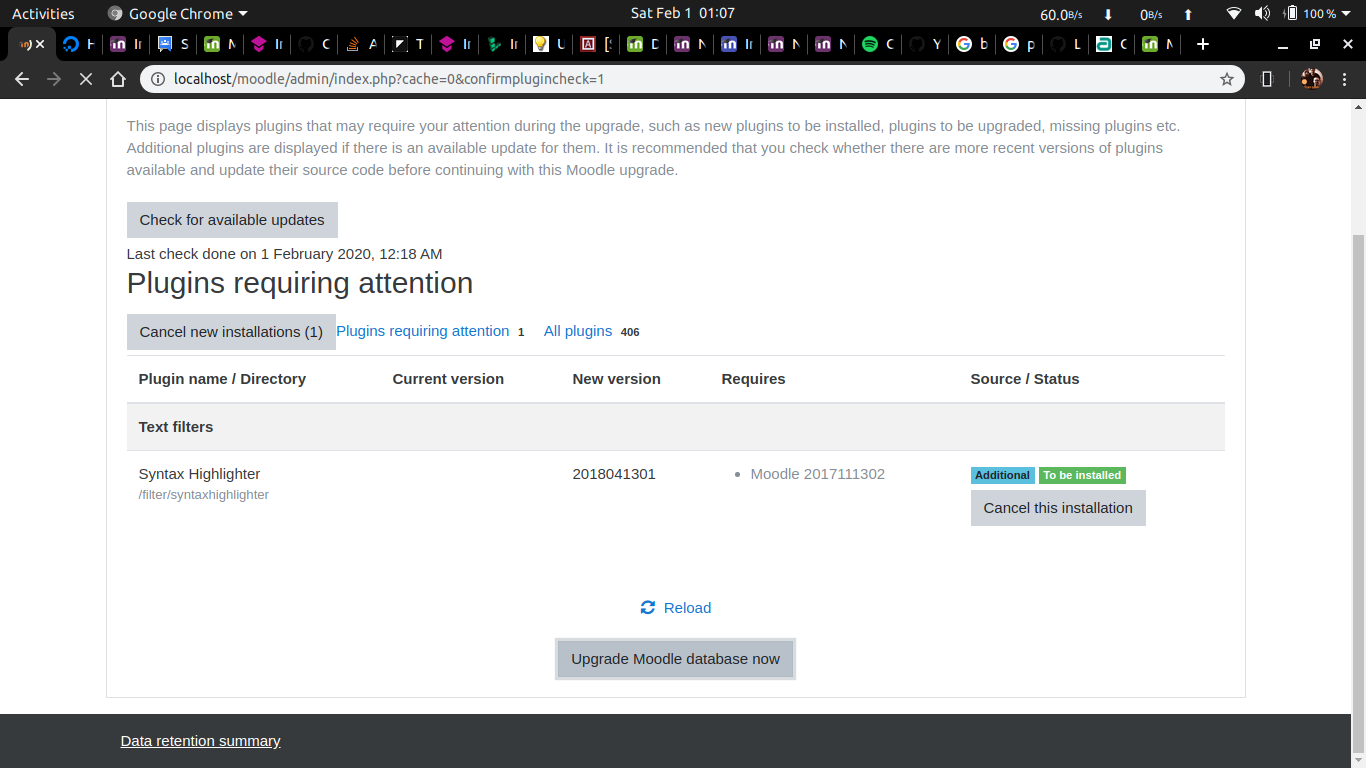 Activities Google Chrome Sat Feb 1 01:07 60.0B/s 0B/s 100 %
localhost/moodle/admin/index.php?cache=0&confirmplugincheck=1
This page displays plugins that may require your attention during the upgrade, such as new plugins to be installed, plugins to be upgraded, missing plugins etc.
Additional plugins are displayed if there is an available update for them. It is recommended that you check whether there are more recent versions of plugins
available and update their source code before continuing with this Moodle upgrade.
Check for available updates
Last check done on 1 February 2020, 12:18 AM
Plugins requiring attention
Cancel new installations (1) Plugins requiring attention 1 All plugins 406
Plugin name / Directory Current version New version Requires Source / Status
Text filters
Syntax Highlighter 2018041301 Moodle 2017111302 Additional To be installed
/filter/syntaxhighlighter
Cancel this installation
Reload
Upgrade Moodle database now
Data retention summary